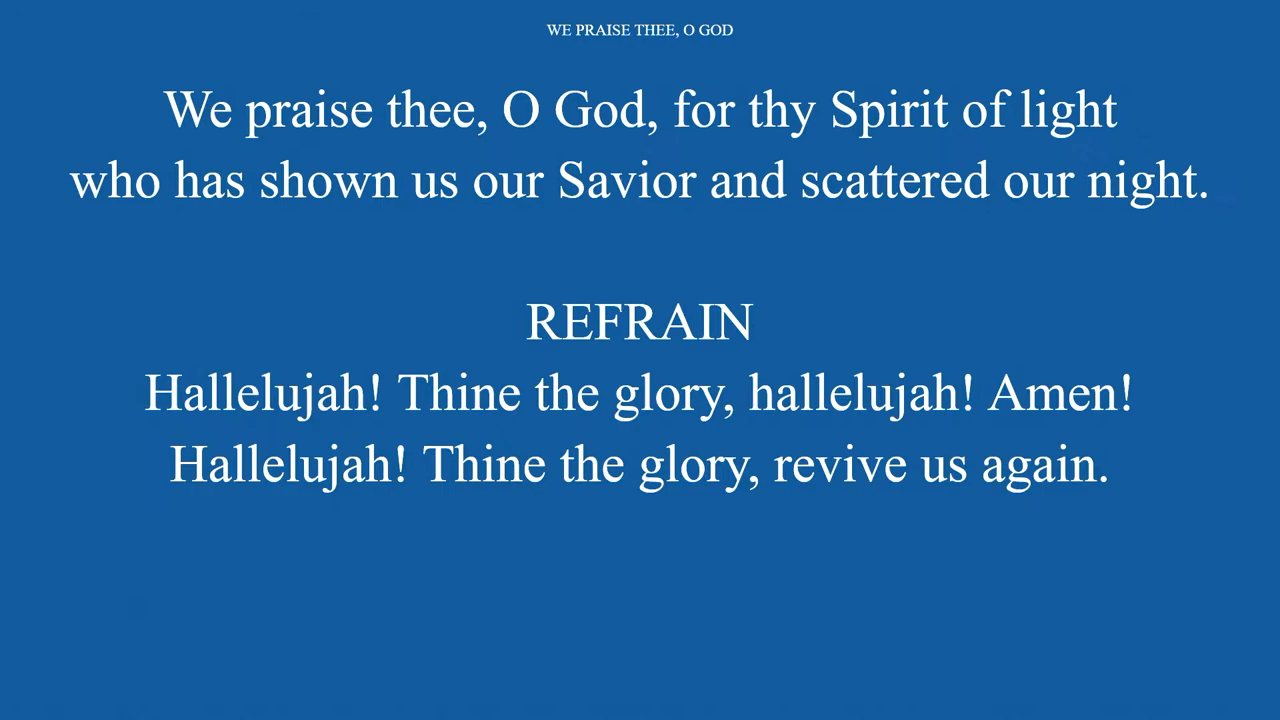 WE PRAISE THEE, O GOD
We praise thee, O God, for thy Spirit of light
who has shown us our Savior and scattered our night.
REFRAIN
Hallelujah! Thine the glory, hallelujah! Amen!
Hallelujah! Thine the glory, revive us again.